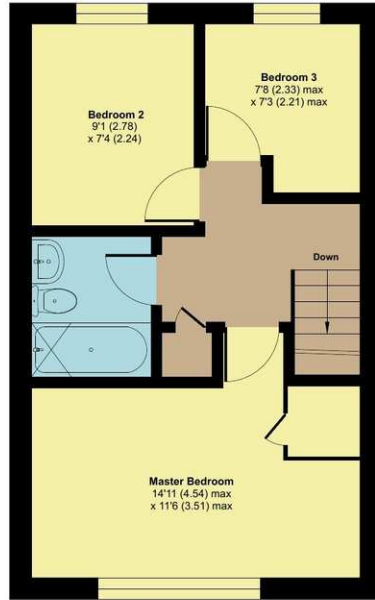 Bedroom 2
9'1 (2.78)
x 7'4 (2.24)
Bedroom 3
7'8 (2.33) max
x 7'3 (2.21) max
Down
Master Bedroom
14'11 (4.54) max
x 11'6 (3.51) max